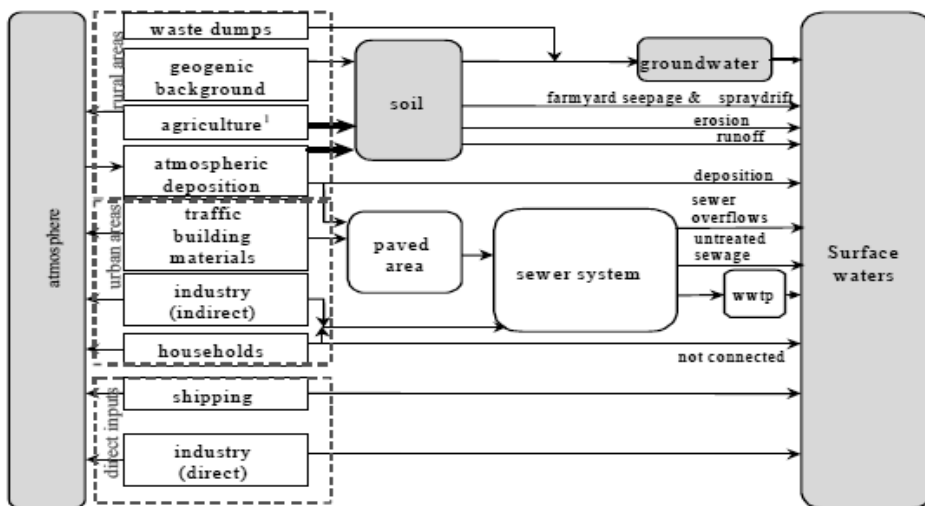 atmosphere
rural areas
waste dumps
geogenic
background
agriculture¹
atmospheric
deposition
urban areas
traffic
building
materials
industry
(indirect)
households
direct inputs
shipping
industry
(direct)
soil
groundwater
farmyard seepage & spraydrift
erosion
runoff
deposition
paved
area
sewer system
sewer
overflows
untreated
sewage
wwtp
not connected
Surface
waters